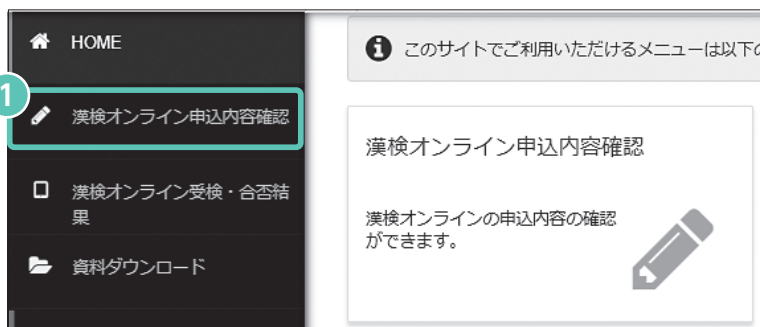 HOME
1
漢検オンライン申込内容確認
漢検オンライン受検・合否結
果
資料ダウンロード
このサイトでご利用いただけるメニューは以下の
漢検オンライン申込内容確認
漢検オンラインの申込内容の確認
ができます。